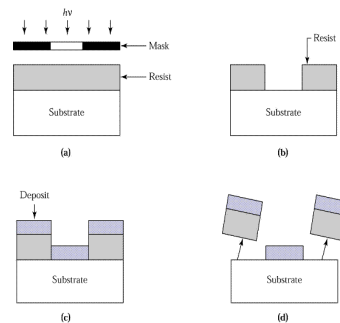 hν
Mask
Resist
Substrate
(a)
Resist
Substrate
(b)
Deposit
Substrate
(c)
Substrate
(d)